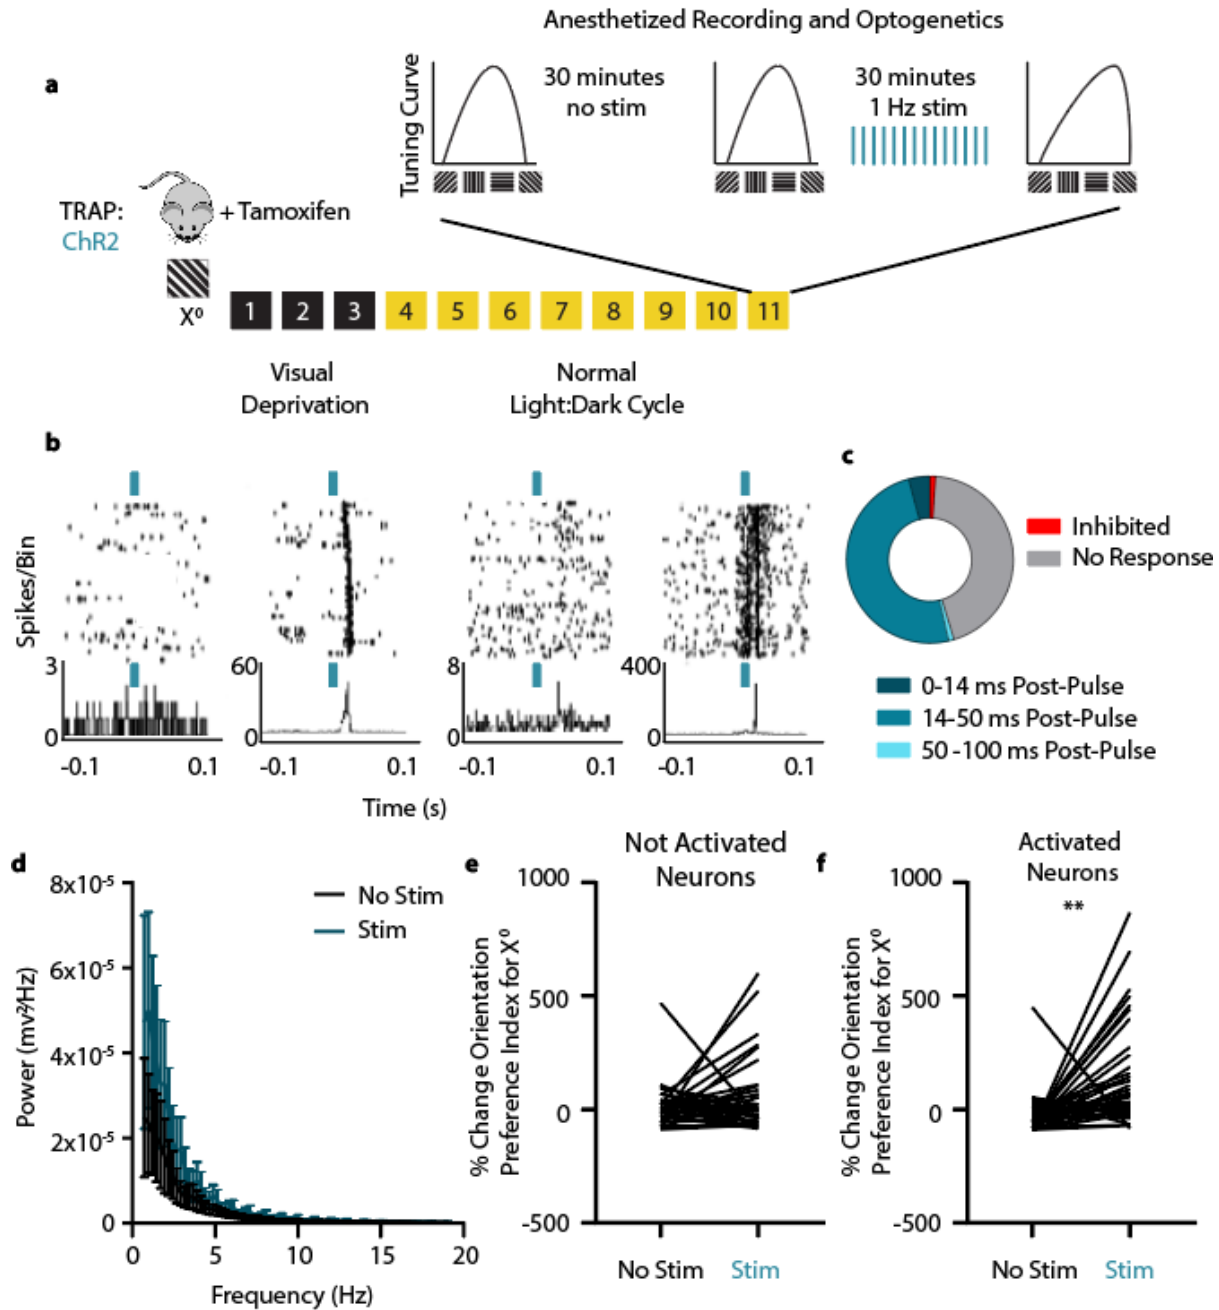 Anesthetized Recording and Optogenetics
a
Tuning Curve
30 minutes
no stim
30 minutes
1 Hz stim
TRAP:
ChR2
+ Tamoxifen
X⁰
1 2 3 4 5 6 7 8 9 10 11
Visual
Deprivation
Normal
Light:Dark Cycle
b
Spikes/Bin
3
0
60
0
8
0
400
0
-0.1 0.1 -0.1 0.1 -0.1 0.1 -0.1 0.1
Time (s)
c
Inhibited
No Response
0-14 ms Post-Pulse
14-50 ms Post-Pulse
50 -100 ms Post-Pulse
d
Power (mv²/Hz)
8x10⁻⁵
6x10⁻⁵
4x10⁻⁵
2x10⁻⁵
0
No Stim
Stim
0 5 10 15 20
Frequency (Hz)
e
Not Activated
Neurons
% Change Orientation
Preference Index for X⁰
1000
500
0
-500
No Stim Stim
f
Activated
Neurons
**
% Change Orientation
Preference Index for X⁰
1000
500
0
-500
No Stim Stim